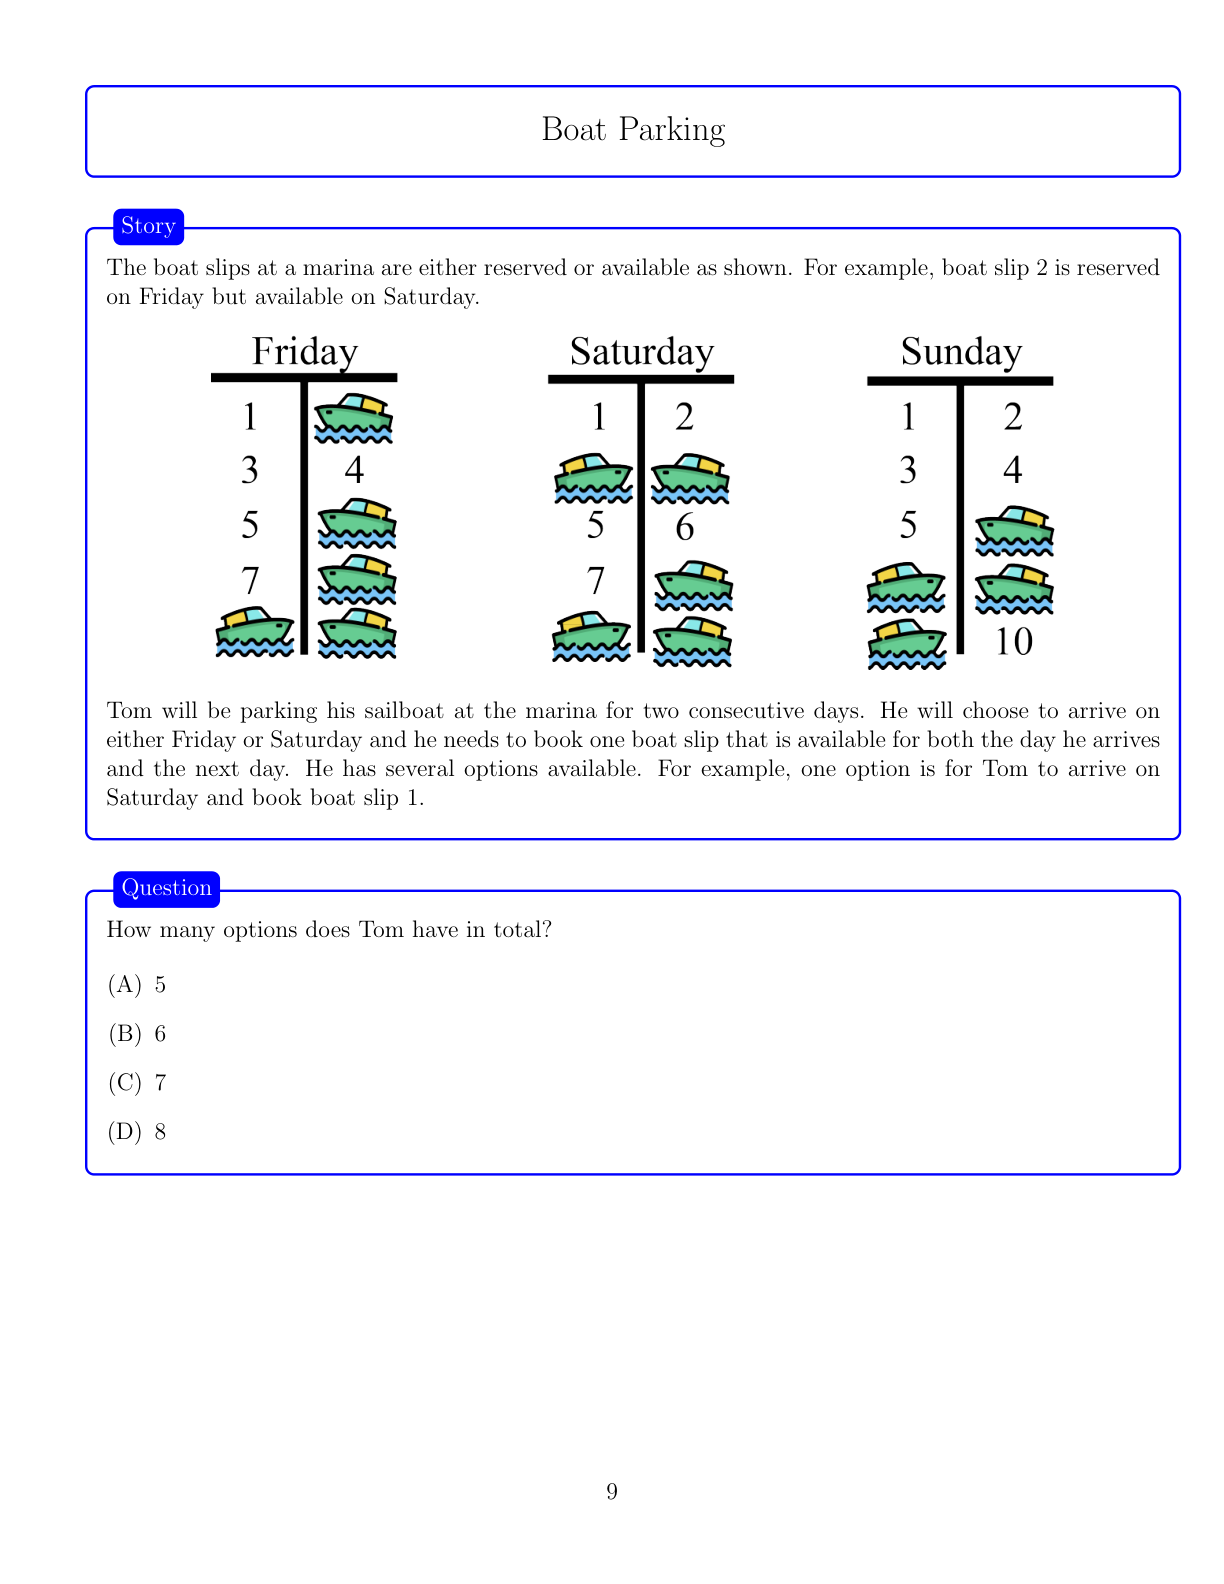 Boat Parking
Story
The boat slips at a marina are either reserved or available as shown. For example, boat slip 2 is reserved
on Friday but available on Saturday.
Friday
1
3 4
5
7
Saturday
1 2
5 6
7
Sunday
1 2
3 4
5
10
Tom will be parking his sailboat at the marina for two consecutive days. He will choose to arrive on
either Friday or Saturday and he needs to book one boat slip that is available for both the day he arrives
and the next day. He has several options available. For example, one option is for Tom to arrive on
Saturday and book boat slip 1.
Question
How many options does Tom have in total?
(A) 5
(B) 6
(C) 7
(D) 8
9